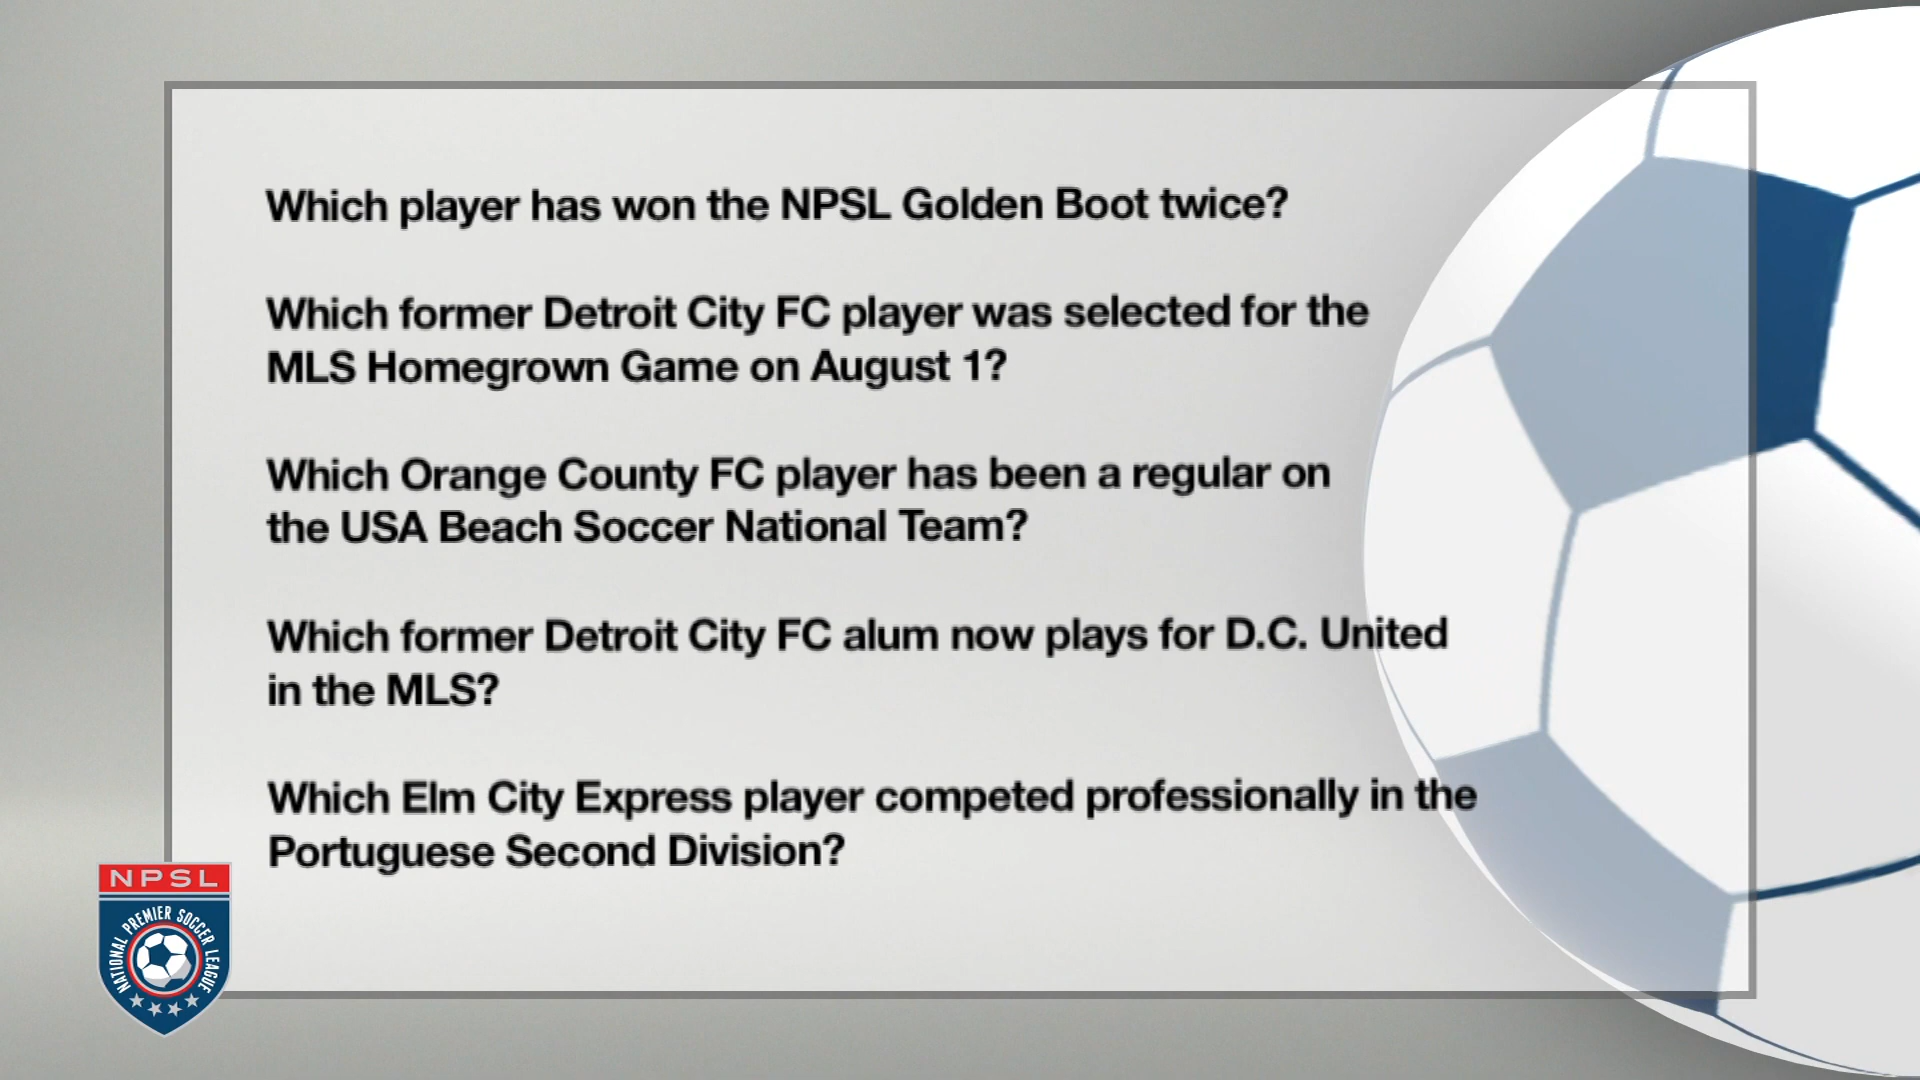 Which player has won the NPSL Golden Boot twice?
Which former Detroit City FC player was selected for the
MLS Homegrown Game on August 1?
Which Orange County FC player has been a regular on
the USA Beach Soccer National Team?
Which former Detroit City FC alum now plays for D.C. United
in the MLS?
Which Elm City Express player competed professionally in the
Portuguese Second Division?
NPSL
NATIONAL PREMIER SOCCER LEAGUE